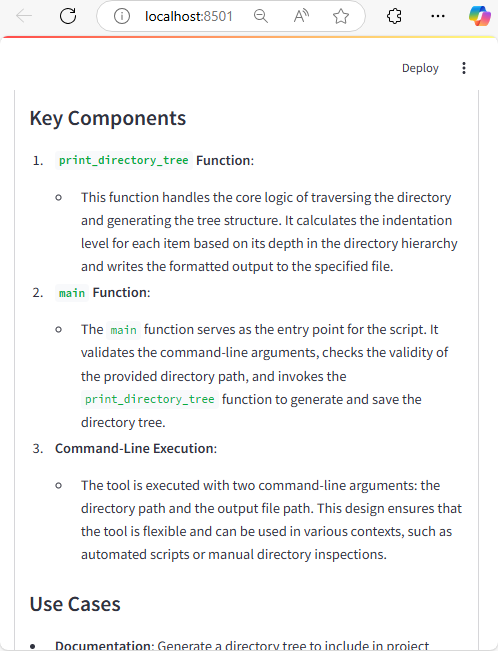 localhost:8501
Deploy
Key Components
1. print_directory_tree Function:
This function handles the core logic of traversing the directory
and generating the tree structure. It calculates the indentation
level for each item based on its depth in the directory hierarchy
and writes the formatted output to the specified file.
2. main Function:
The main function serves as the entry point for the script. It
validates the command-line arguments, checks the validity of
the provided directory path, and invokes the
print_directory_tree function to generate and save the
directory tree.
3. Command-Line Execution:
The tool is executed with two command-line arguments: the
directory path and the output file path. This design ensures that
the tool is flexible and can be used in various contexts, such as
automated scripts or manual directory inspections.
Use Cases
Documentation: Generate a directory tree to include in project